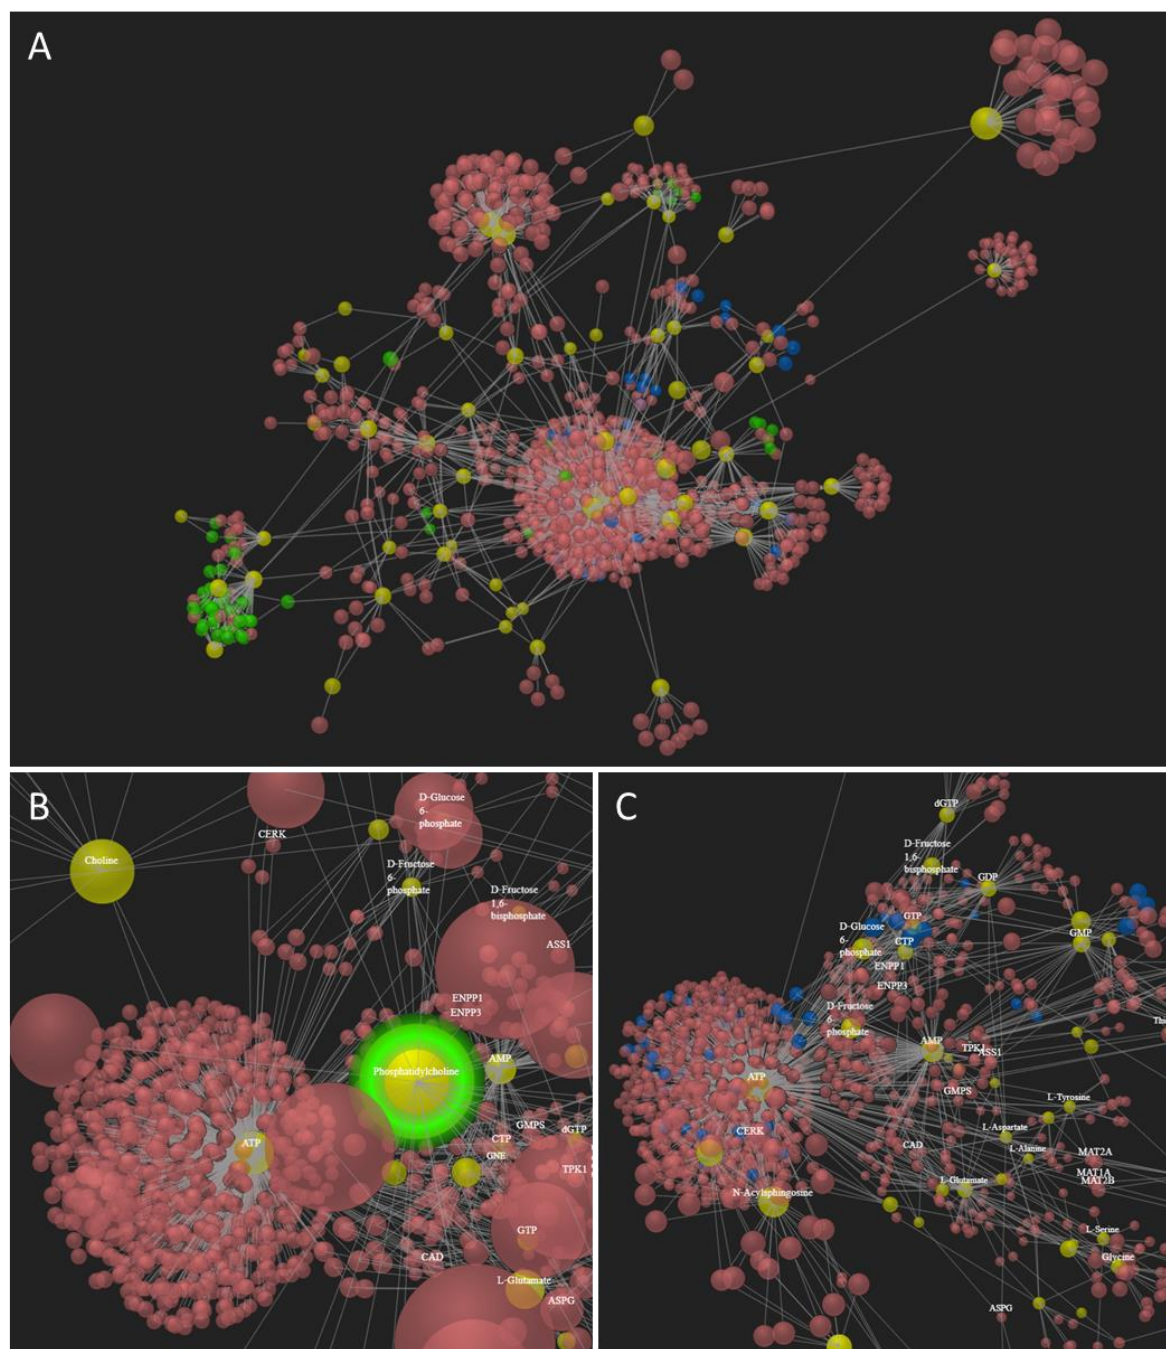 A
B
D-Glucose
6-
phosphate
CERK
Choline
D-Fructose
6-
phosphate
D-Fructose
1,6-
bisphosphate
ASS1
ENPP1
ENPP3
AMP
Phosphatidylcholine
GMPS
dGTP
CTP
ATP
GNE
TPK1
GTP
CAD
L-Glutamate
ASPG
C
dGTP
D-Fructose
1,6-
bisphosphate
GDP
GTP
D-Glucose
6-
phosphate
CTP
GMP
ENPP1
ENPP3
D-Fructose
6-
phosphate
AMP
TPK1
ASS1
ATP
GMPS
L-Tyrosine
CERK
L-Aspartate
CAD
L-Alanine
MAT2A
MAT1A
MAT2B
L-Glutamate
N-Acylsphingosine
L-Serine
Glycine
ASPG